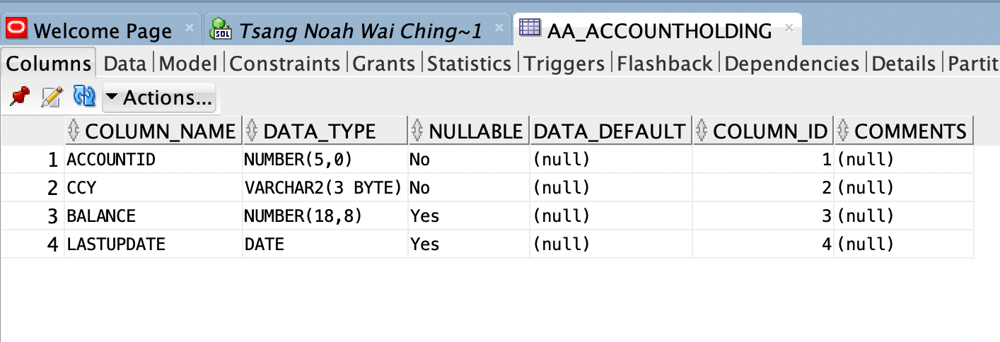 Welcome Page Tsang Noah Wai Ching~1 AA_ACCOUNTHOLDING
Columns Data Model Constraints Grants Statistics Triggers Flashback Dependencies Details Partit
Actions...
COLUMN_NAME DATA_TYPE NULLABLE DATA_DEFAULT COLUMN_ID COMMENTS
1 ACCOUNTID NUMBER(5,0) No (null) 1 (null)
2 CCY VARCHAR2(3 BYTE) No (null) 2 (null)
3 BALANCE NUMBER(18,8) Yes (null) 3 (null)
4 LASTUPDATE DATE Yes (null) 4 (null)